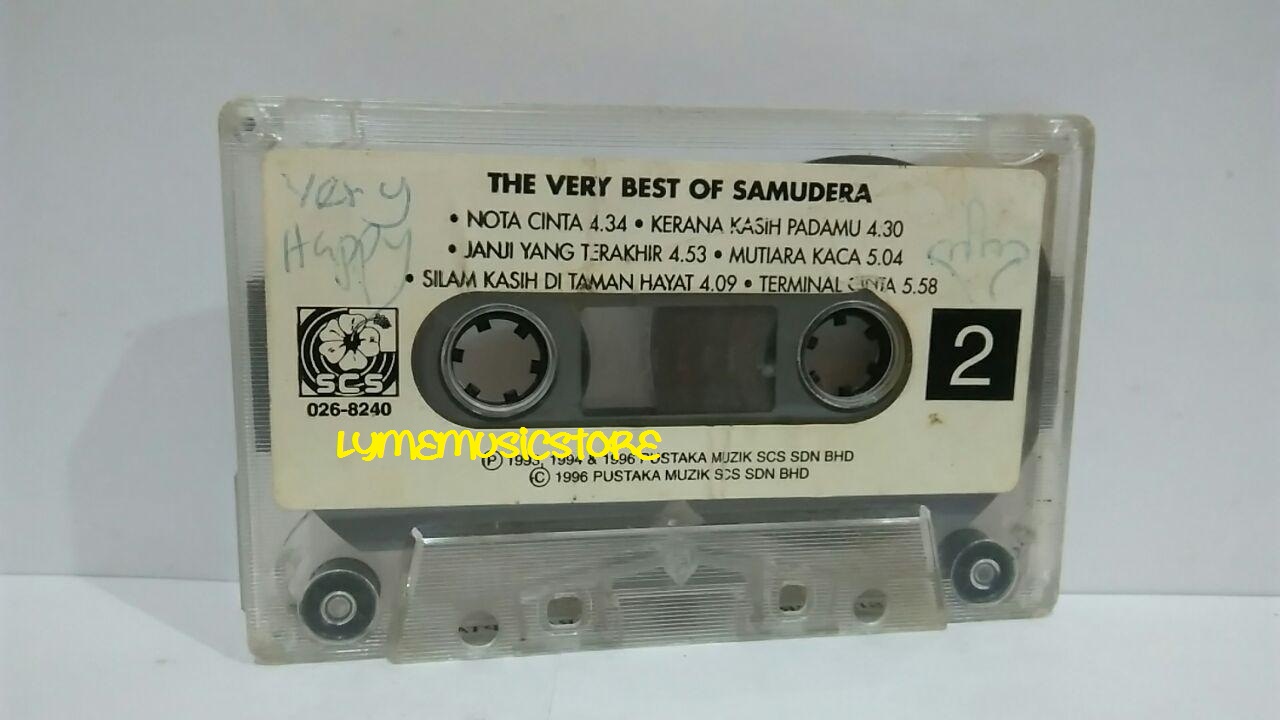 Very
Happy
THE VERY BEST OF SAMUDERA
• NOTA CINTA 4.34 • KERANA KASIH PADAMU 4.30
• JANJI YANG TERAKHIR 4.53 • MUTIARA KACA 5.04
• SILAM KASIH DI TAMAN HAYAT 4.09 • TERMINAL CINTA 5.58
SCS
026-8240
2
LYMEMUSICSTORE
Ⓟ 1993, 1994 & 1996 PUSTAKA MUZIK SCS SDN BHD
© 1996 PUSTAKA MUZIK SCS SDN BHD